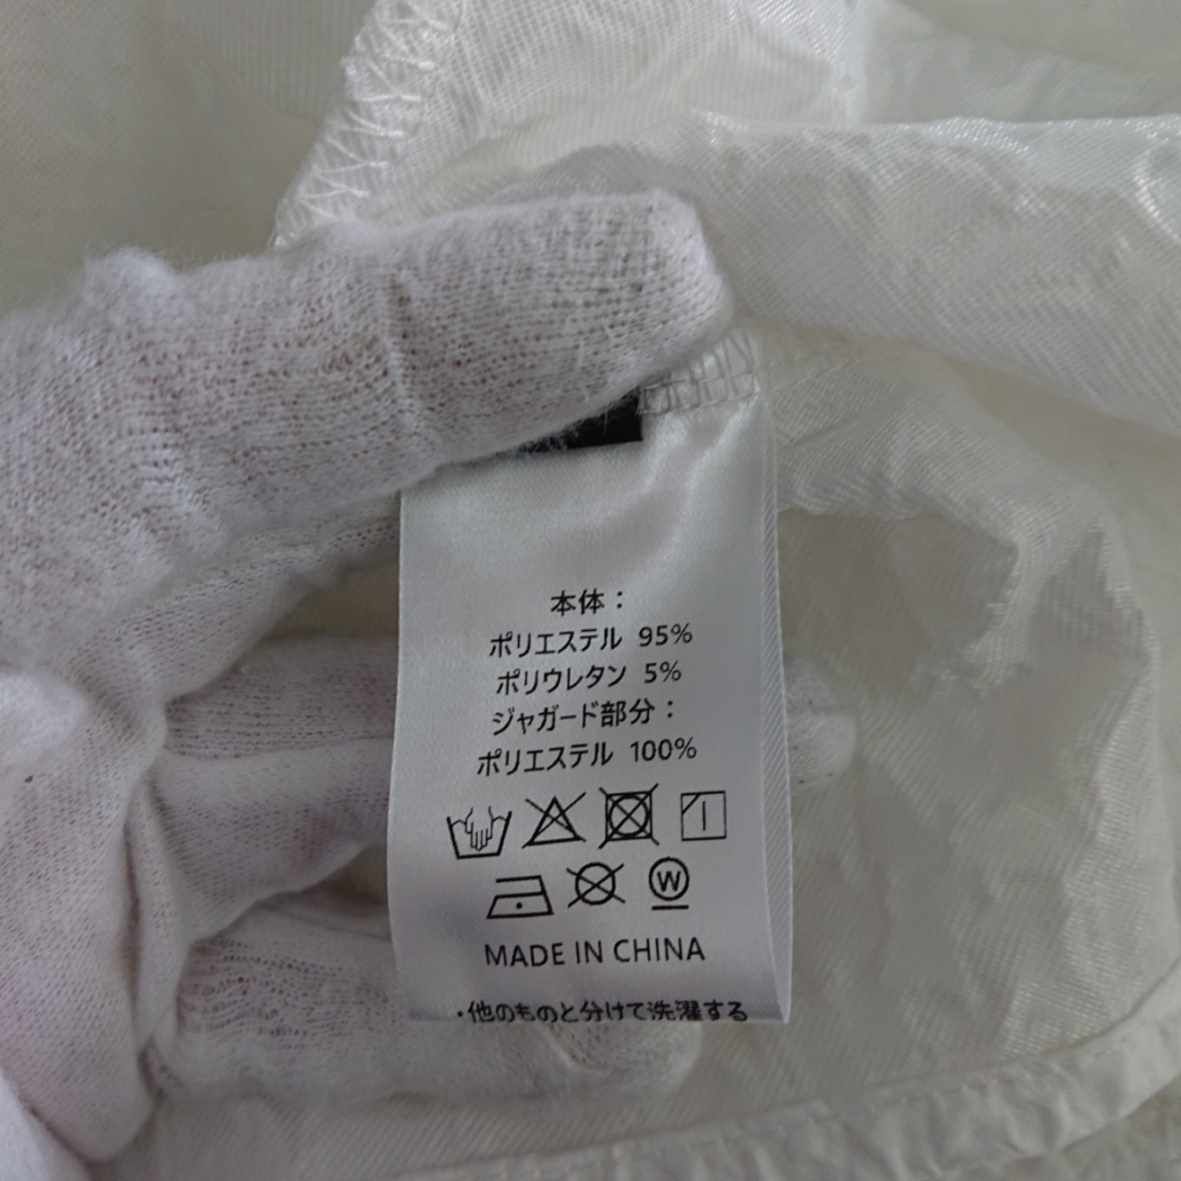 本体：
ポリエステル 95%
ポリウレタン 5%
ジャガード部分：
ポリエステル 100%
W
MADE IN CHINA
・他のものと分けて洗濯する